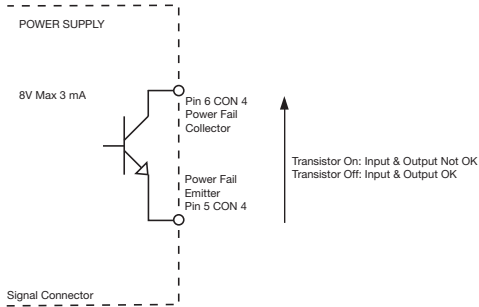 POWER SUPPLY
8V Max 3 mA
Pin 6 CON 4
Power Fail
Collector
Transistor On: Input & Output Not OK
Transistor Off: Input & Output OK
Power Fail
Emitter
Pin 5 CON 4
Signal Connector